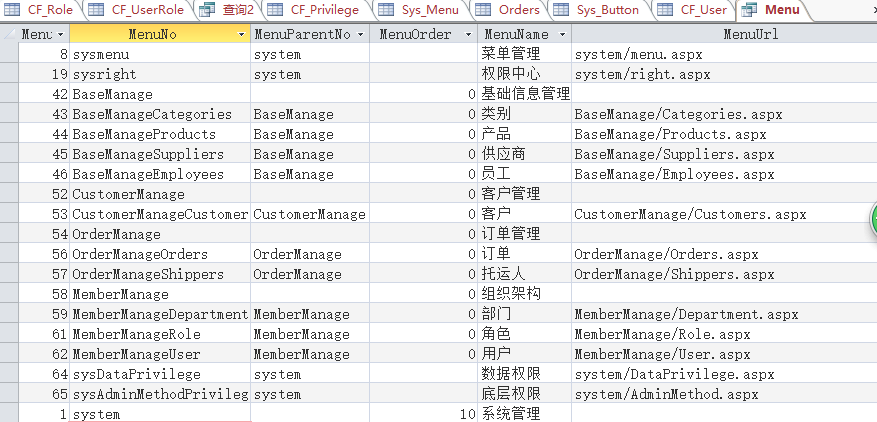 CF_Role CF_UserRole 查询2 CF_Privilege Sys_Menu Orders Sys_Button CF_User Menu
Menu MenuNo MenuParentNo MenuOrder MenuName MenuUrl
8 sysmenu system 菜单管理 system/menu.aspx
19 sysright system 权限中心 system/right.aspx
42 BaseManage 0 基础信息管理
43 BaseManageCategories BaseManage 0 类别 BaseManage/Categories.aspx
44 BaseManageProducts BaseManage 0 产品 BaseManage/Products.aspx
45 BaseManageSuppliers BaseManage 0 供应商 BaseManage/Suppliers.aspx
46 BaseManageEmployees BaseManage 0 员工 BaseManage/Employees.aspx
52 CustomerManage 0 客户管理
53 CustomerManageCustomer CustomerManage 0 客户 CustomerManage/Customers.aspx
54 OrderManage 0 订单管理
56 OrderManageOrders OrderManage 0 订单 OrderManage/Orders.aspx
57 OrderManageShippers OrderManage 0 托运人 OrderManage/Shippers.aspx
58 MemberManage 0 组织架构
59 MemberManageDepartment MemberManage 0 部门 MemberManage/Department.aspx
61 MemberManageRole MemberManage 0 角色 MemberManage/Role.aspx
62 MemberManageUser MemberManage 0 用户 MemberManage/User.aspx
64 sysDataPrivilege system 数据权限 system/DataPrivilege.aspx
65 sysAdminMethodPrivileg system 底层权限 system/AdminMethod.aspx
1 system 10 系统管理